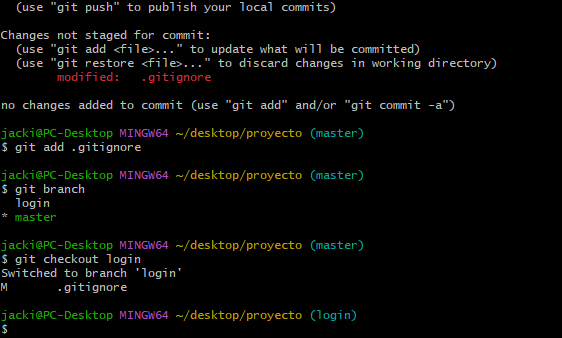 (use "git push" to publish your local commits)
Changes not staged for commit:
(use "git add <file>..." to update what will be committed)
(use "git restore <file>..." to discard changes in working directory)
modified:   .gitignore
no changes added to commit (use "git add" and/or "git commit -a")
jacki@PC-Desktop MINGW64 ~/desktop/proyecto (master)
$ git add .gitignore
jacki@PC-Desktop MINGW64 ~/desktop/proyecto (master)
$ git branch
login
* master
jacki@PC-Desktop MINGW64 ~/desktop/proyecto (master)
$ git checkout login
Switched to branch 'login'
M       .gitignore
jacki@PC-Desktop MINGW64 ~/desktop/proyecto (login)
$